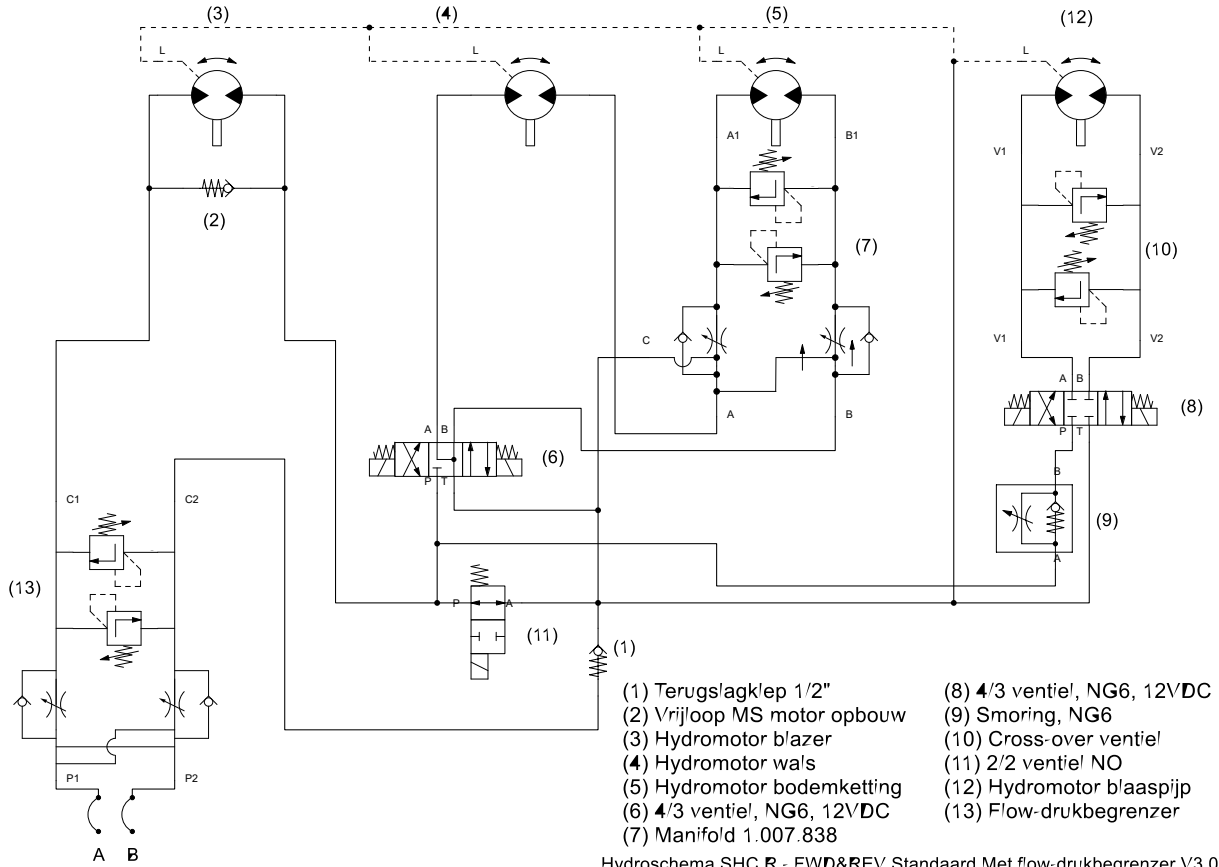 (3) (4) (5) (12)
L L L L
A1 B1
V1 V2
(2) (7) (10)
C V1 V2
A B
A B (8)
A B
P T
(6)
P T
B
C1 C2
(9)
A
(13)
P A
(11)
(1)
(1) Terugslagklep 1/2"
(2) Vrijloop MS motor opbouw
(3) Hydromotor blazer
(4) Hydromotor wals
(5) Hydromotor bodemketting
(6) 4/3 ventiel, NG6, 12VDC
(7) Manifold 1.007.838
(8) 4/3 ventiel, NG6, 12VDC
(9) Smoring, NG6
(10) Cross-over ventiel
(11) 2/2 ventiel NO
(12) Hydromotor blaaspijp
(13) Flow-drukbegrenzer
P1 P2
A B
Hydroschema SHC R - FWD&REV Standaard Met flow-drukbegrenzer V3.0